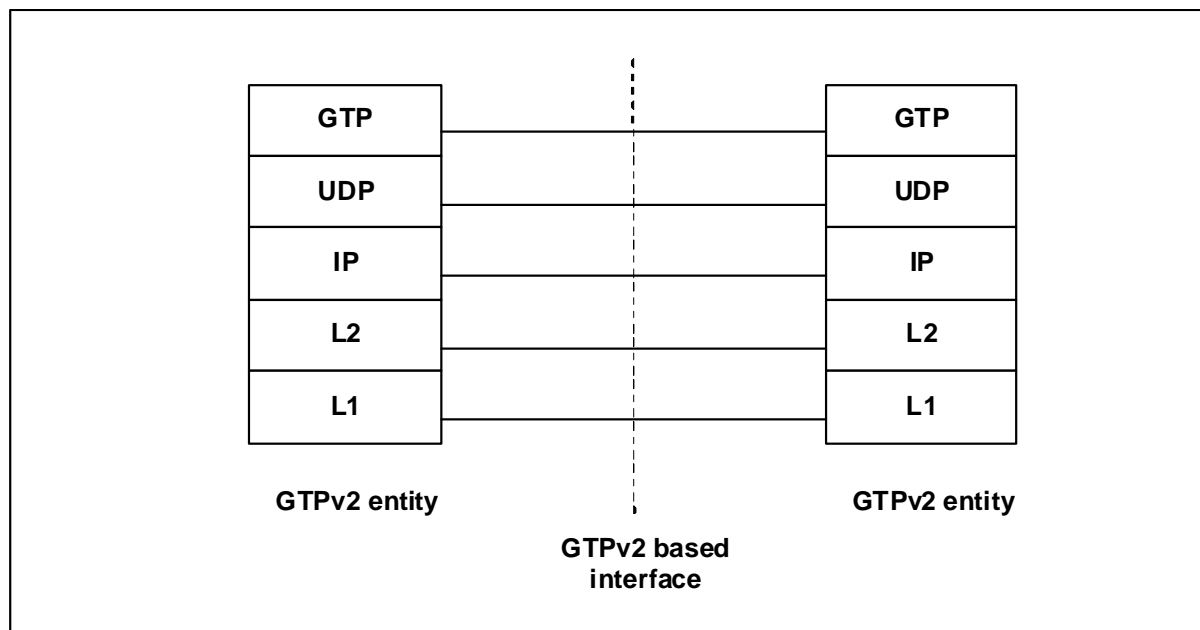 GTP GTP
UDP UDP
IP IP
L2 L2
L1 L1
GTPv2 entity GTPv2 entity
GTPv2 based
interface